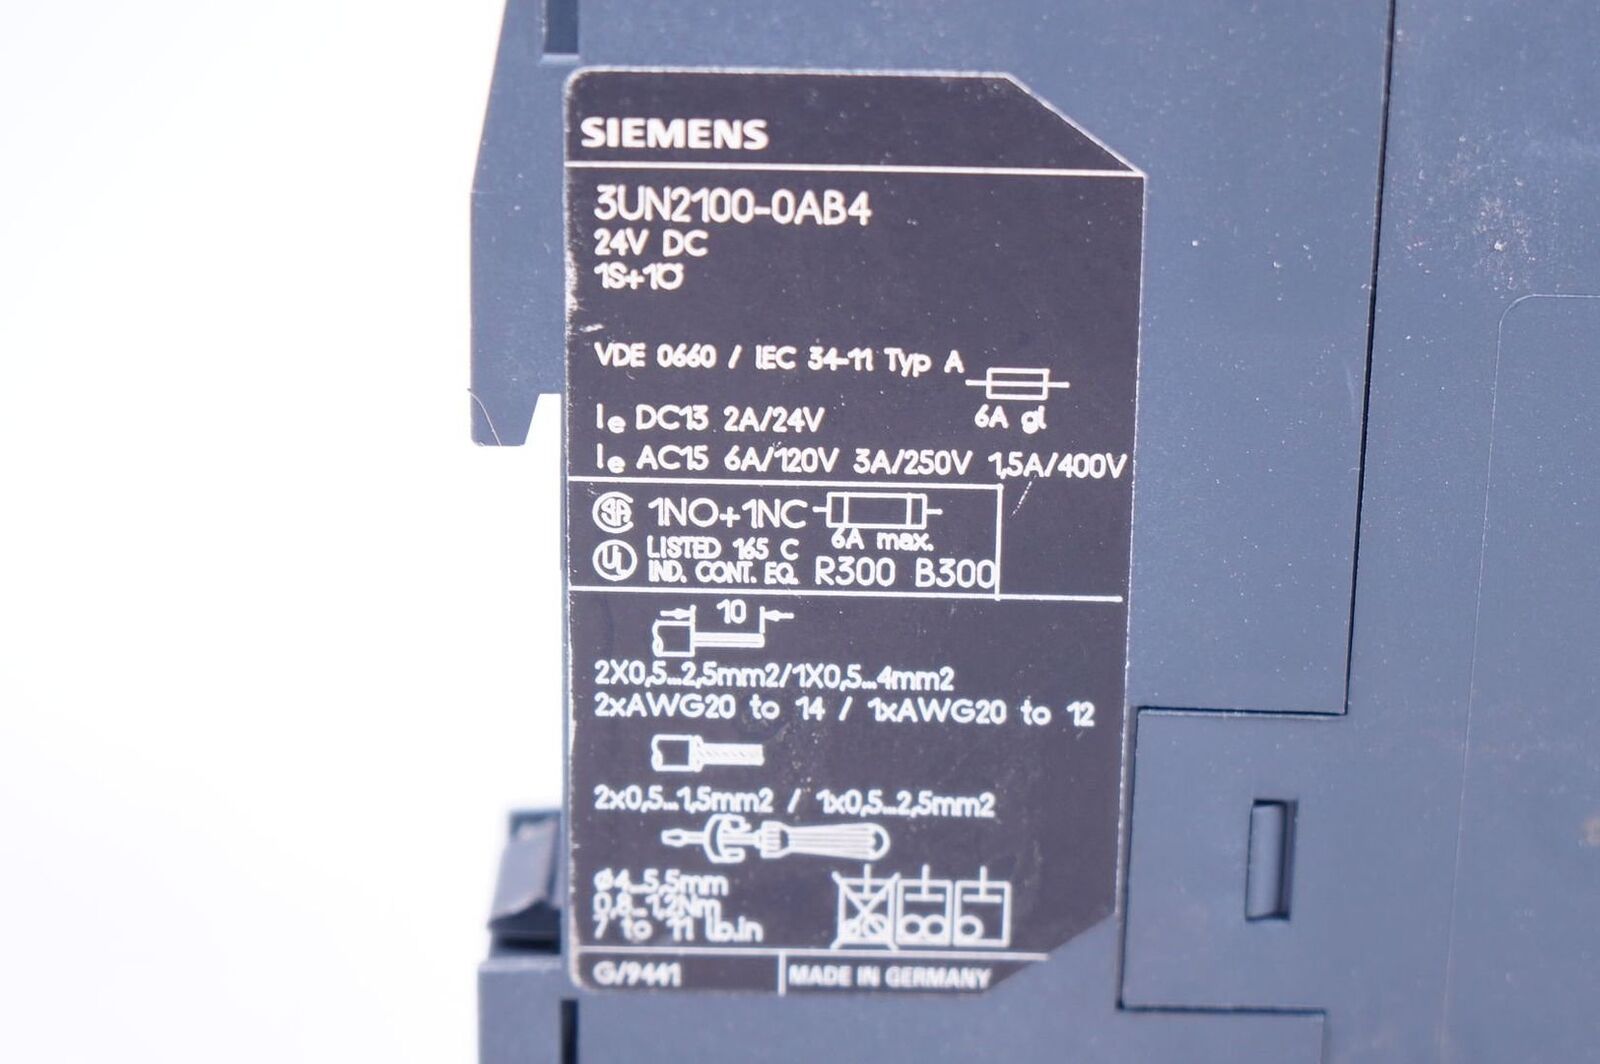 SIEMENS
3UN2100-0AB4
24V DC
1S+1Ö
VDE 0660 / IEC 34-11 Typ A
6A gl
Ie DC13 2A/24V
Ie AC15 6A/120V 3A/250V 1,5A/400V
SA 1NO+1NC
6A max.
UL LISTED 165 C
IND. CONT. EQ. R300 B300
10
2X0,5...2,5mm2/1X0,5...4mm2
2xAWG20 to 14 / 1xAWG20 to 12
2x0,5...1,5mm2 / 1x0,5...2,5mm2
Ø4...5,5mm
0,8...1,2Nm
7 to 11 lb.in
G/9441
MADE IN GERMANY